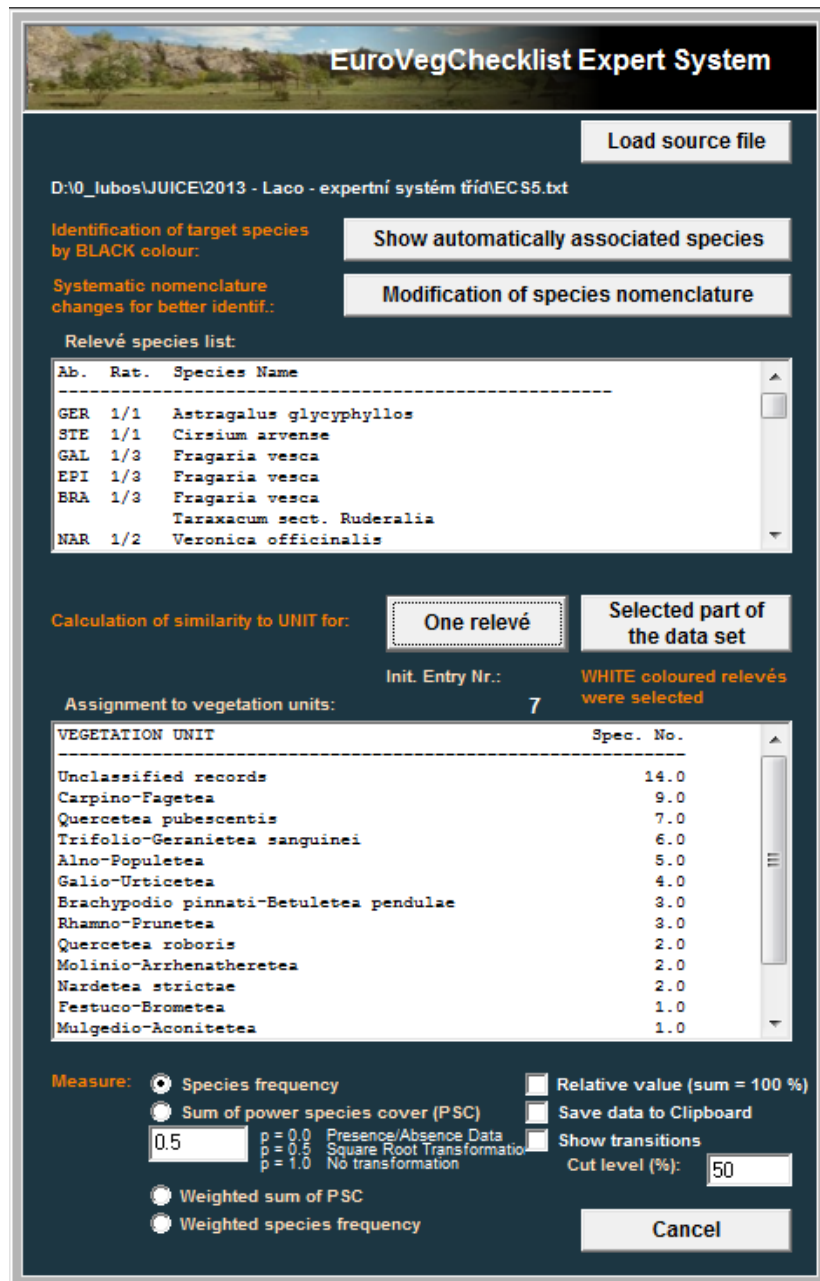 EuroVegChecklist Expert System
Load source file
D:\0_lubos\JUICE\2013 - Laco - expertní systém tříd\ECS5.txt
Identification of target species
by BLACK colour:
Show automatically associated species
Systematic nomenclature
changes for better identif.:
Modification of species nomenclature
Relevé species list:
Ab. Rat. Species Name
GER 1/1 Astragalus glycyphyllos
STE 1/1 Cirsium arvense
GAL 1/3 Fragaria vesca
EPI 1/3 Fragaria vesca
BRA 1/3 Fragaria vesca
Taraxacum sect. Ruderalia
NAR 1/2 Veronica officinalis
Calculation of similarity to UNIT for:
One relevé
Selected part of
the data set
Init. Entry Nr.:
WHITE coloured relevés
were selected
Assignment to vegetation units:
7
VEGETATION UNIT Spec. No.
Unclassified records 14.0
Carpino-Fagetea 9.0
Quercetea pubescentis 7.0
Trifolio-Geranietea sanguinei 6.0
Alno-Populetea 5.0
Galio-Urticetea 4.0
Brachypodio pinnati-Betuletea pendulae 3.0
Rhamno-Prunetea 3.0
Quercetea roboris 2.0
Molinio-Arrhenatheretea 2.0
Nardetea strictae 2.0
Festuco-Brometea 1.0
Mulgedio-Aconitetea 1.0
Measure:
Species frequency
Relative value (sum = 100 %)
Sum of power species cover (PSC)
Save data to Clipboard
0.5
p = 0.0 Presence/Absence Data
p = 0.5 Square Root Transformatio
p = 1.0 No transformation
Show transitions
Cut level (%):
50
Weighted sum of PSC
Weighted species frequency
Cancel